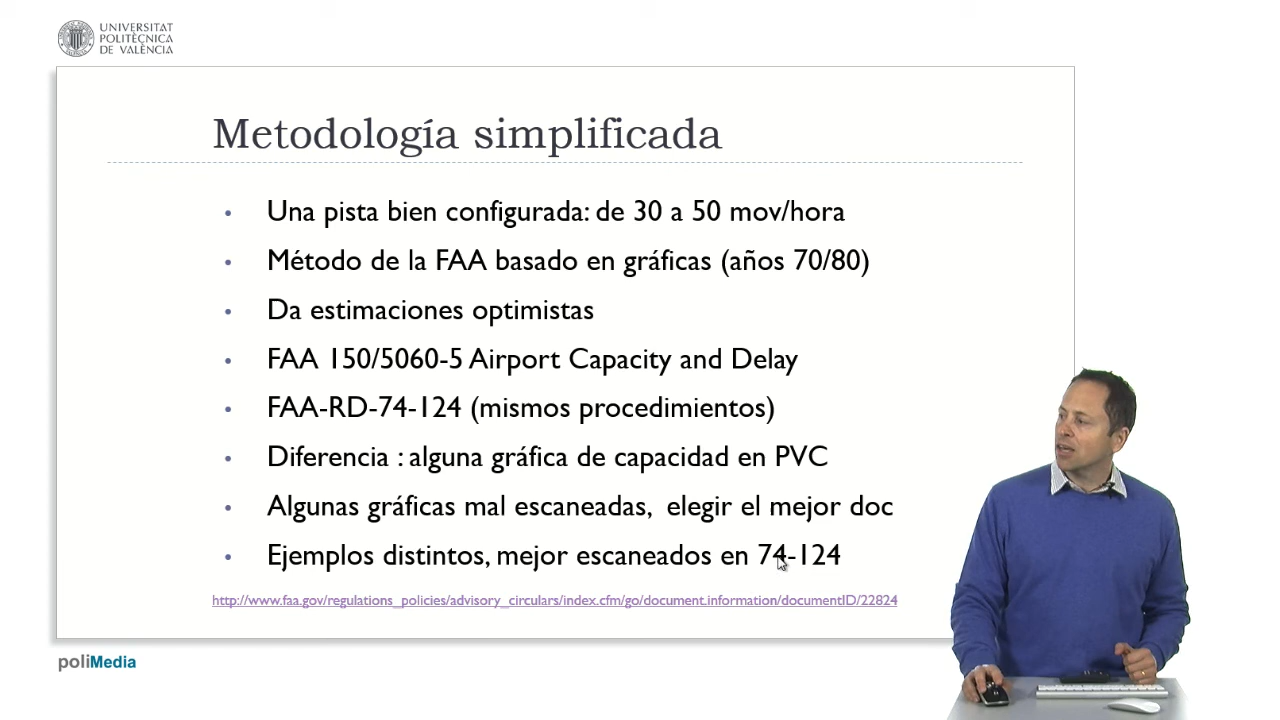 UNIVERSITAT
POLITÈCNICA
DE VALÈNCIA
Metodología simplificada
• Una pista bien configurada: de 30 a 50 mov/hora
• Método de la FAA basado en gráficas (años 70/80)
• Da estimaciones optimistas
• FAA 150/5060-5 Airport Capacity and Delay
• FAA-RD-74-124 (mismos procedimientos)
• Diferencia : alguna gráfica de capacidad en PVC
• Algunas gráficas mal escaneadas, elegir el mejor doc
• Ejemplos distintos, mejor escaneados en 74-124
http://www.faa.gov/regulations_policies/advisory_circulars/index.cfm/go/document.information/documentID/22824
poliMedia